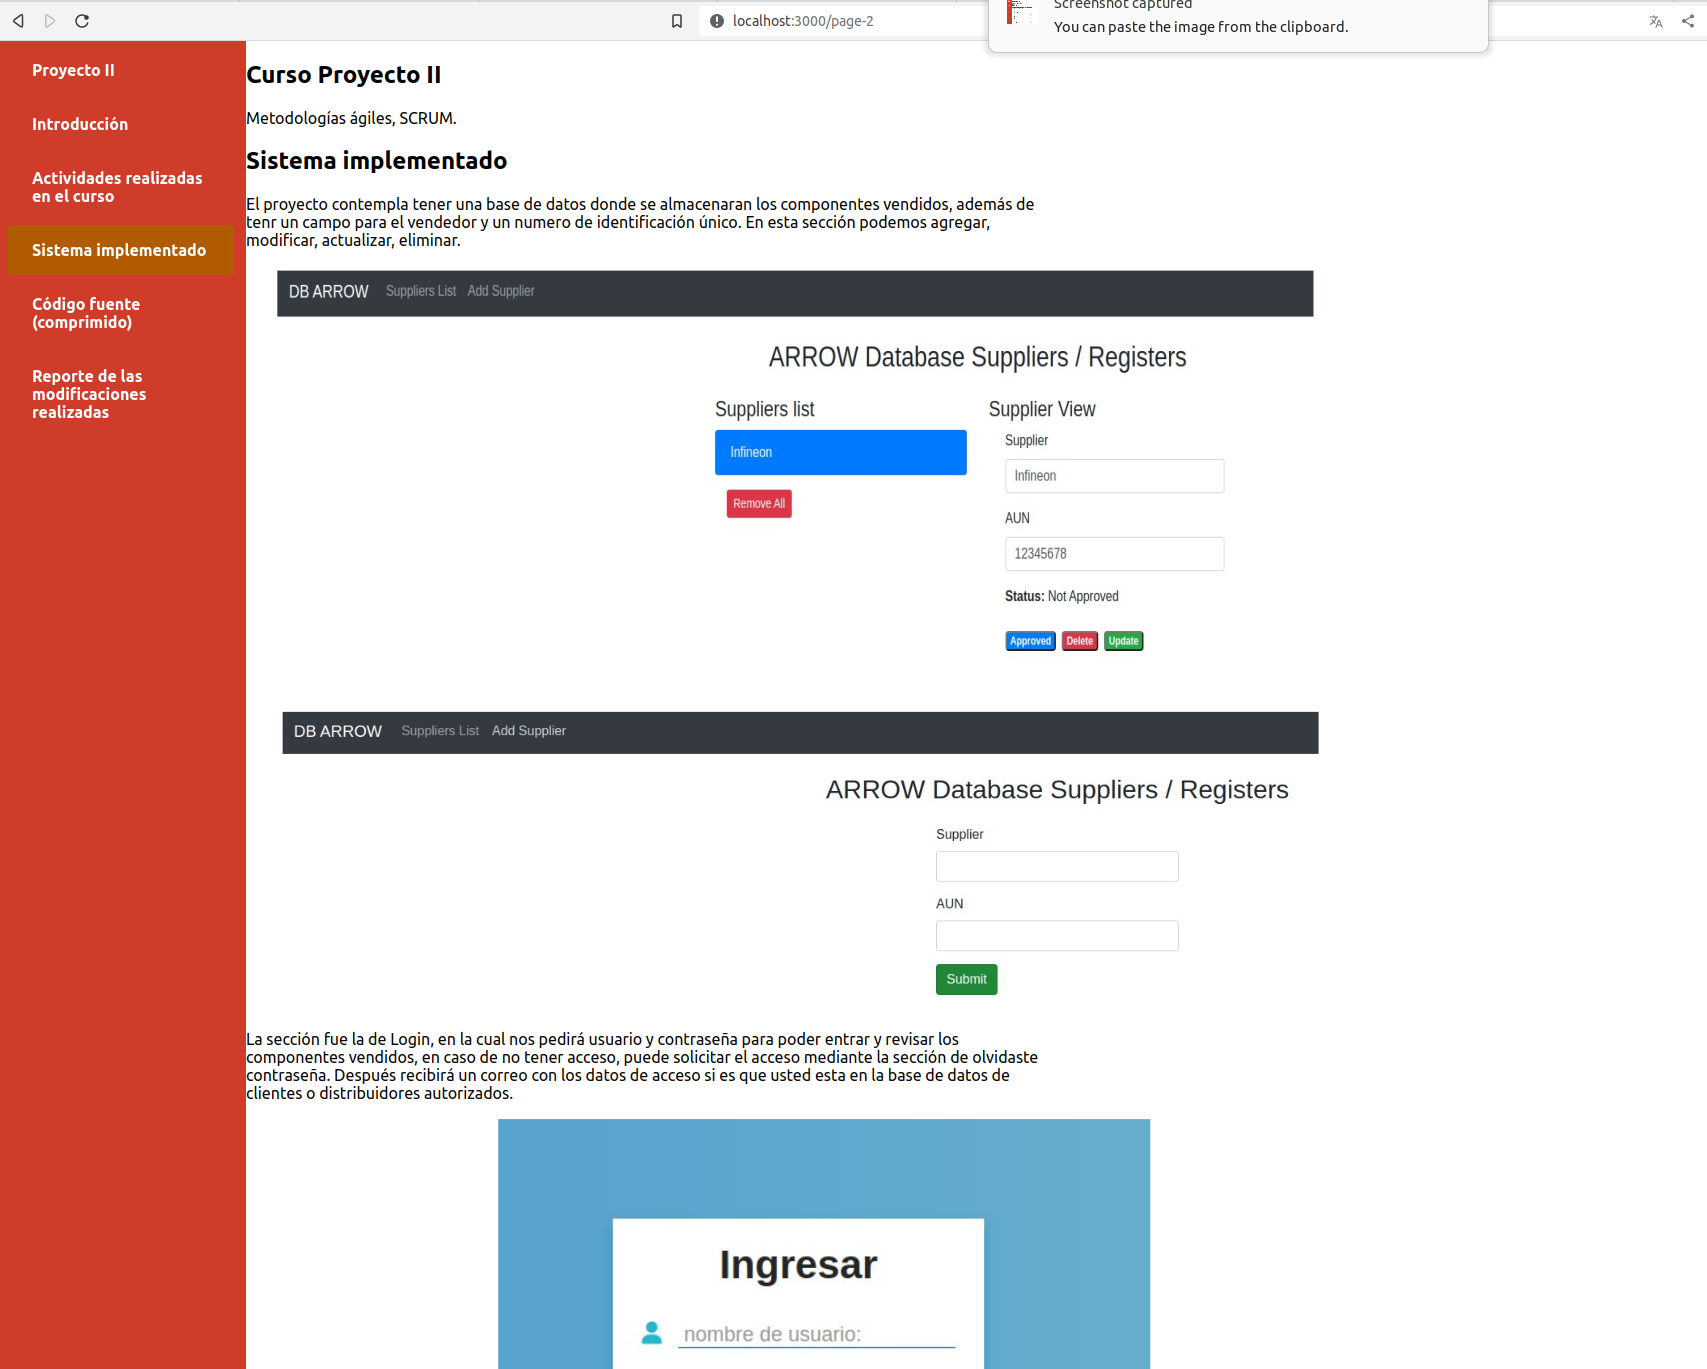 localhost:3000/page-2
Screenshot captured
You can paste the image from the clipboard.
Proyecto II
Introducción
Actividades realizadas
en el curso
Sistema implementado
Código fuente
(comprimido)
Reporte de las
modificaciones
realizadas
Curso Proyecto II
Metodologías ágiles, SCRUM.
Sistema implementado
El proyecto contempla tener una base de datos donde se almacenaran los componentes vendidos, además de
tenr un campo para el vendedor y un numero de identificación único. En esta sección podemos agregar,
modificar, actualizar, eliminar.
DB ARROW Suppliers List Add Supplier
ARROW Database Suppliers / Registers
Suppliers list
Infineon
Remove All
Supplier View
Supplier
Infineon
AUN
12345678
Status: Not Approved
Approved Delete Update
DB ARROW Suppliers List Add Supplier
ARROW Database Suppliers / Registers
Supplier
AUN
Submit
La sección fue la de Login, en la cual nos pedirá usuario y contraseña para poder entrar y revisar los
componentes vendidos, en caso de no tener acceso, puede solicitar el acceso mediante la sección de olvidaste
contraseña. Después recibirá un correo con los datos de acceso si es que usted esta en la base de datos de
clientes o distribuidores autorizados.
Ingresar
nombre de usuario: